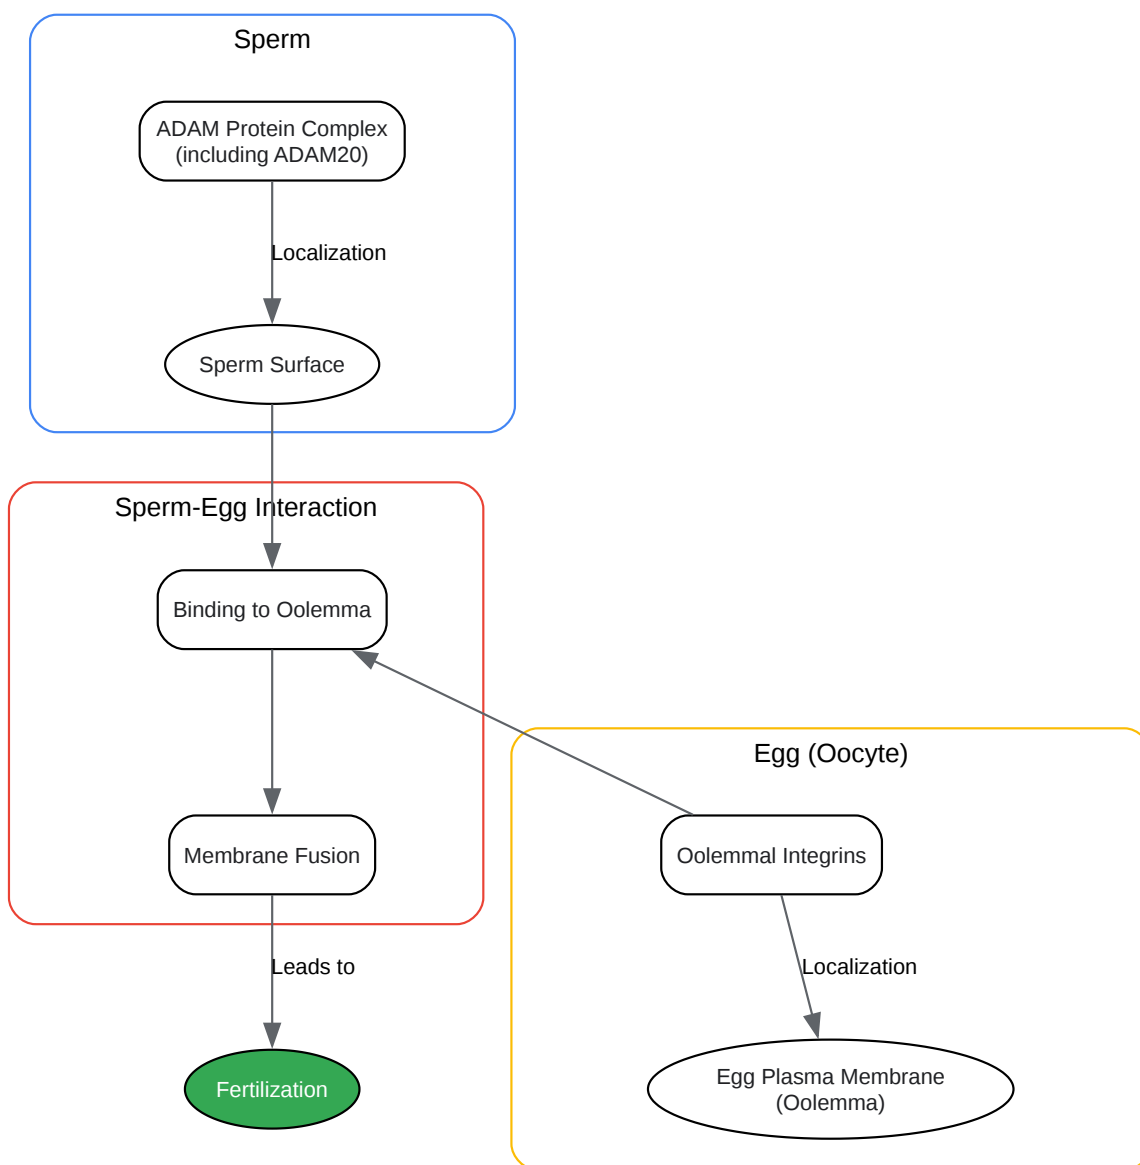 Sperm
ADAM Protein Complex
(including ADAM20)
Localization
Sperm Surface
Sperm-Egg Interaction
Binding to Oolemma
Membrane Fusion
Leads to
Fertilization
Egg (Oocyte)
Oolemmal Integrins
Localization
Egg Plasma Membrane
(Oolemma)